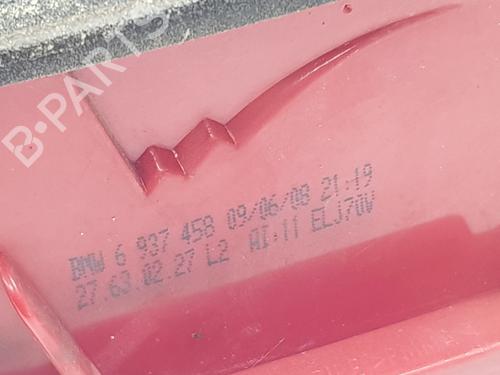 B-PARTS
BMW 6 937 458 09/06/08 21:19
27.63.02.27 L2 AI:11 ELJ70V